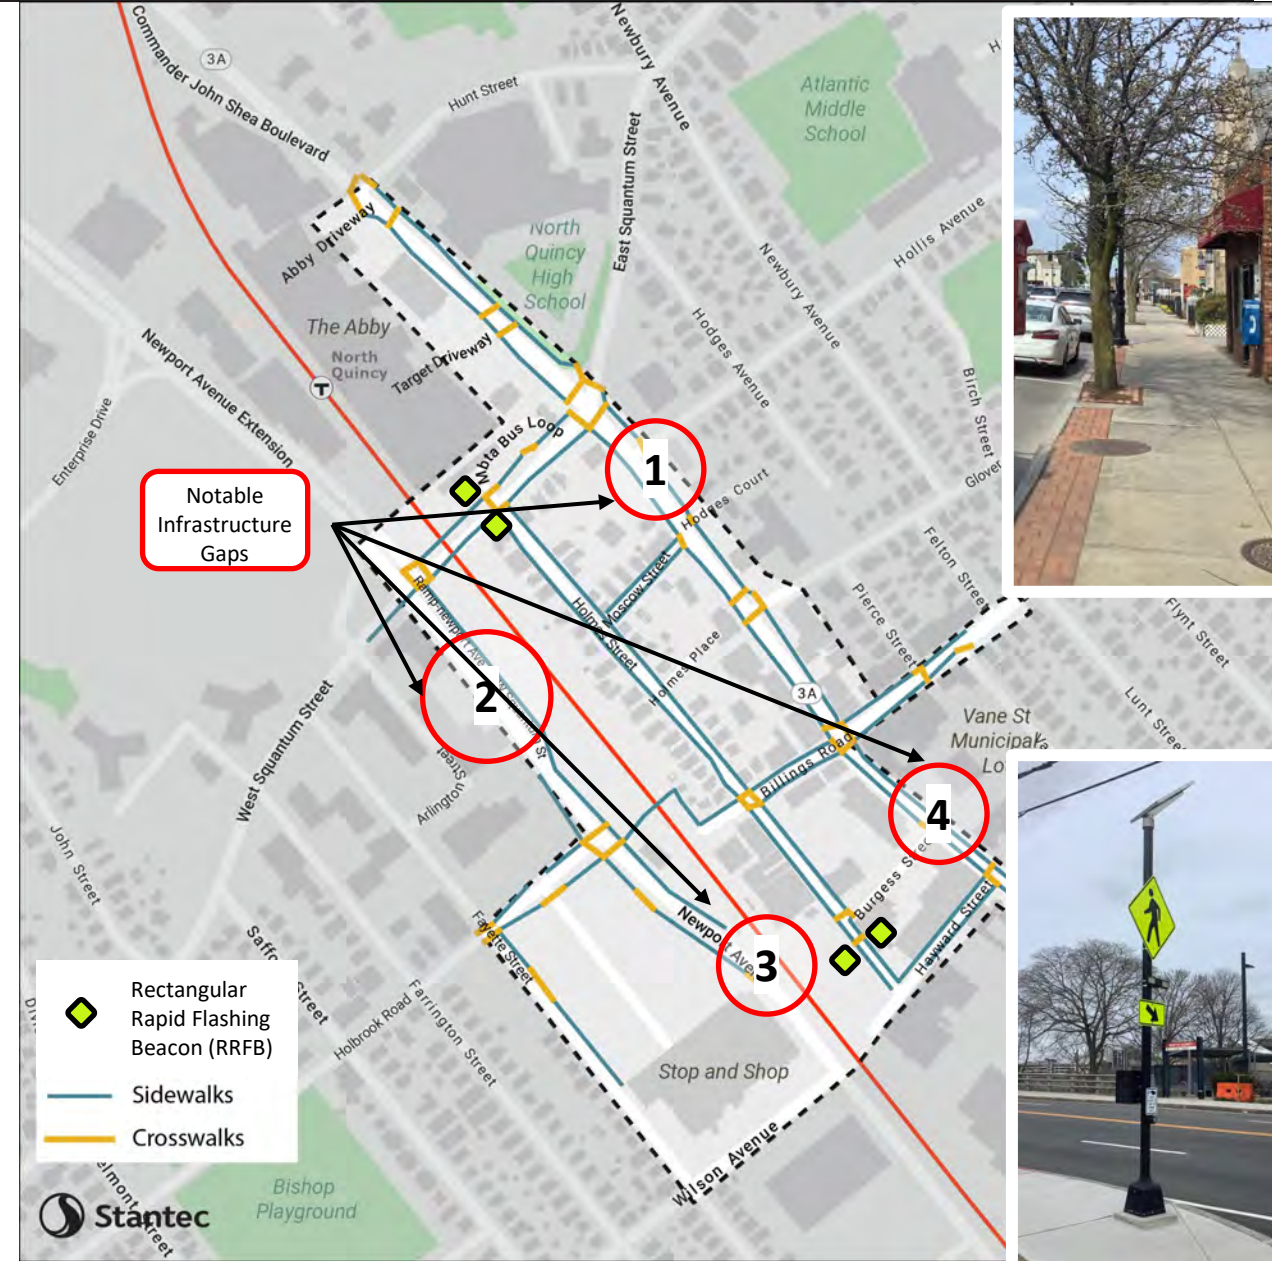 Commander John Shea Boulevard
3A
Hunt Street
Newbury Avenue
Atlantic
Middle
School
East Squantum Street
Hollis Avenue
Newbury Avenue
Abby Driveway
North
Quincy
High
School
The Abby
North
Quincy
T
Target Driveway
Newport Avenue Extension
Enterprise Drive
Hodges Avenue
Birch Street
Glover
Mbta Bus Loop
1
Notable
Infrastructure
Gaps
Hodges Court
Felton Street
Moscow Street
Holmes Street
Holmes Place
Pierce Street
Flynt Street
2
3A
Lunt Street
Vane St
Municipal
West Squantum Street
Arlington Street
Billings Road
4
John Street
Burgess Street
Hayward Street
Newport Ave
3
Fayette Street
Holbrook Road
Farrington Street
Stop and Shop
Wilson Avenue
Rectangular
Rapid Flashing
Beacon (RRFB)
Sidewalks
Crosswalks
Bishop
Playground
Stantec